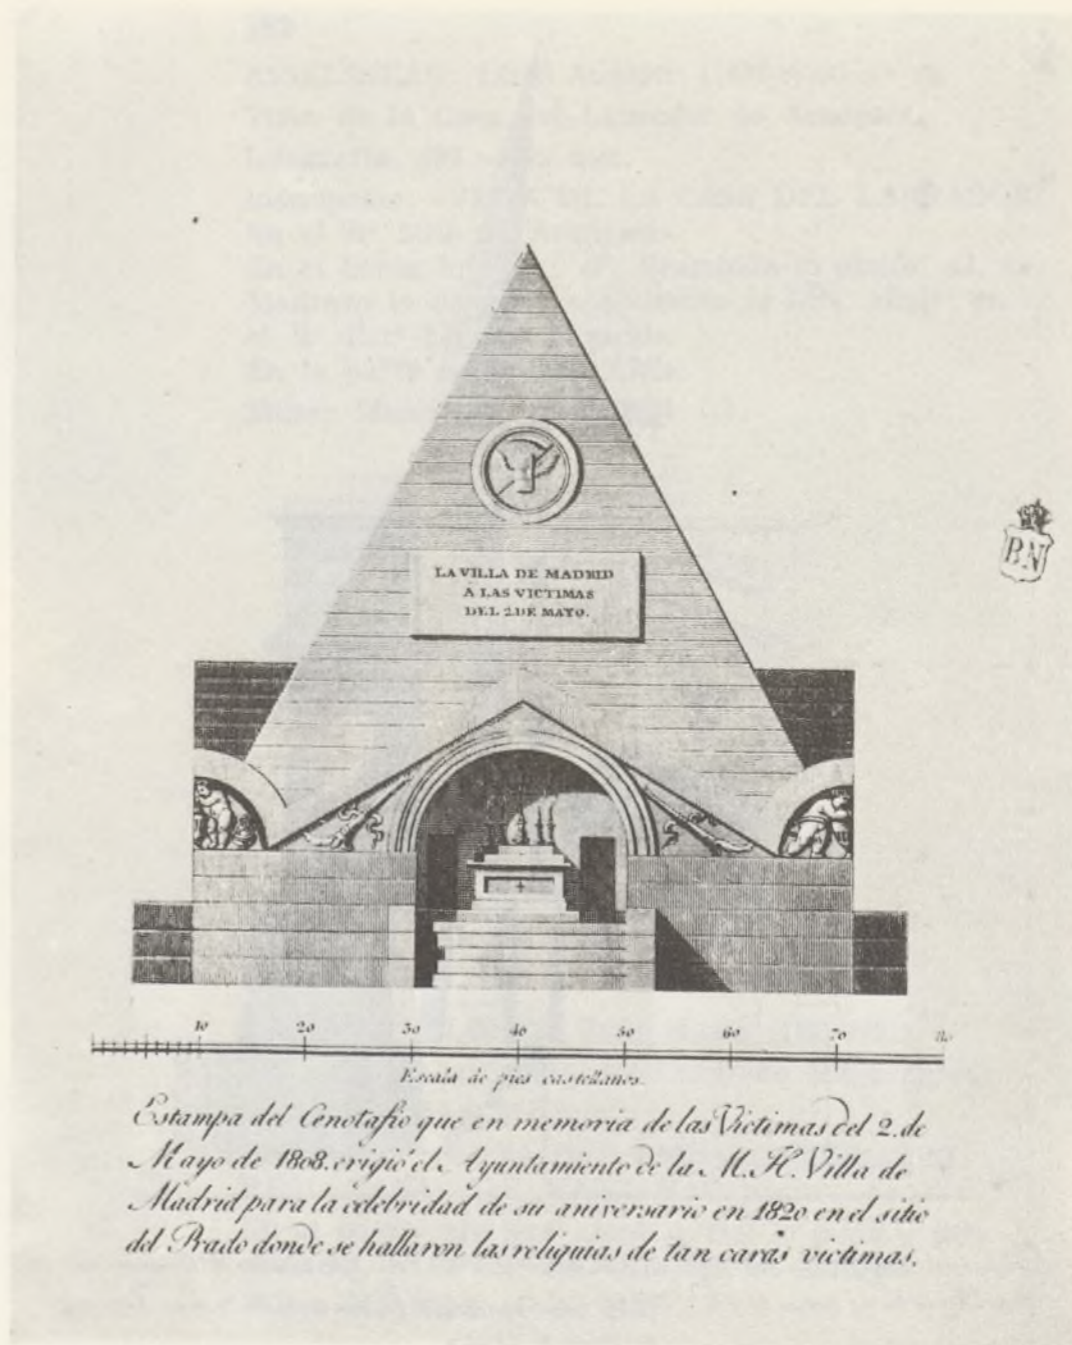 LA VILLA DE MADRID
A LAS VICTIMAS
DEL 2 DE MAYO.
BN
10 20 30 40 50 60 70 80
Escala de pies castellanos.
Estampa del Cenotafio que en memoria de las Victimas del 2. de
Mayo de 1808. erigió el Ayuntamiento de la M. H. Villa de
Madrid para la celebridad de su aniversario en 1820 en el sitio
del Prado donde se hallaron las reliquias de tan caras victimas.